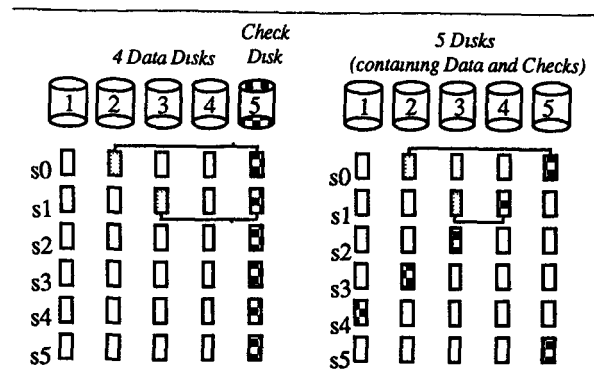 4 Data Disks
Check
Disk
1 2 3 4 5
s0
s1
s2
s3
s4
s5
5 Disks
(containing Data and Checks)
1 2 3 4 5
s0
s1
s2
s3
s4
s5